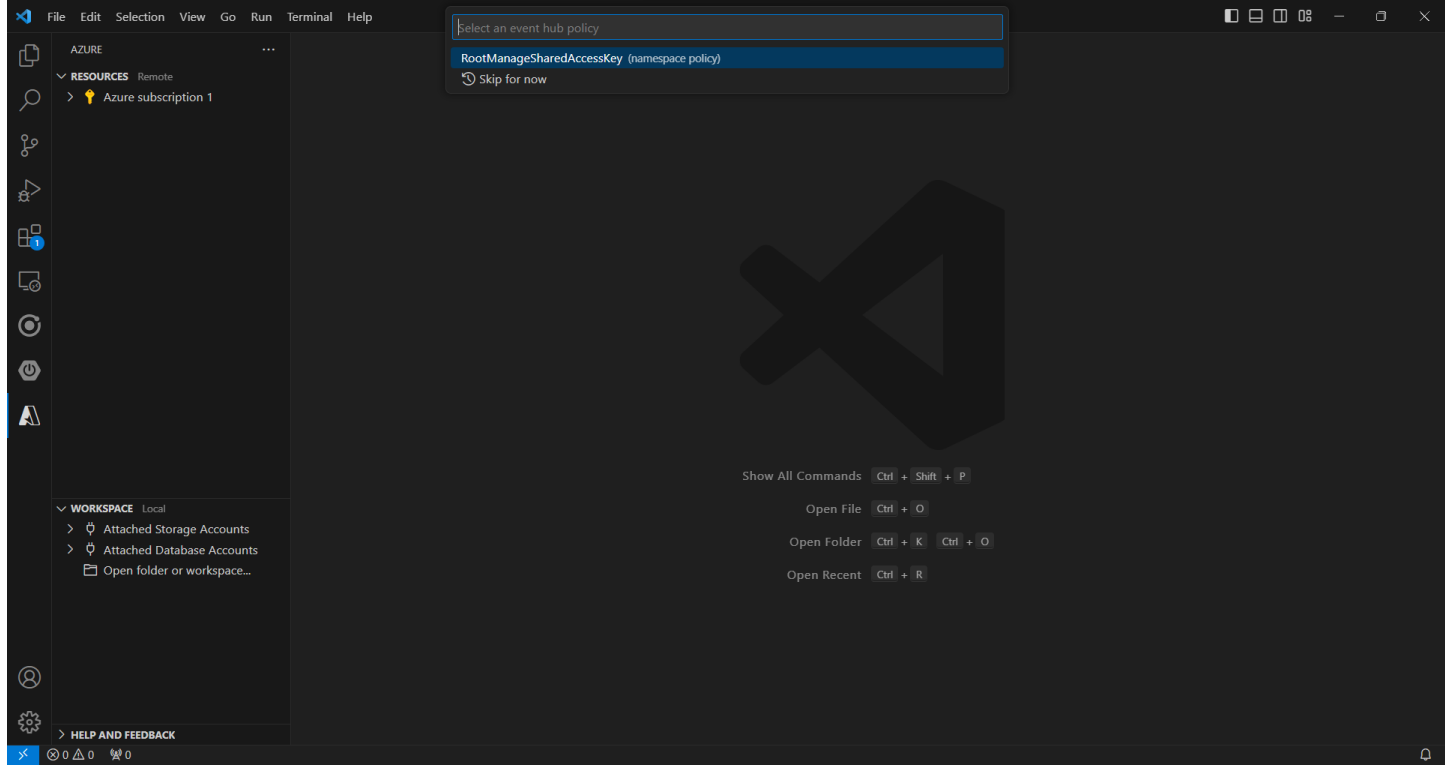 File Edit Selection View Go Run Terminal Help
Select an event hub policy
RootManageSharedAccessKey (namespace policy)
Skip for now
AZURE
RESOURCES Remote
Azure subscription 1
1
Show All Commands Ctrl + Shift + P
Open File Ctrl + O
Open Folder Ctrl + K Ctrl + O
Open Recent Ctrl + R
WORKSPACE Local
Attached Storage Accounts
Attached Database Accounts
Open folder or workspace...
HELP AND FEEDBACK
0 0 0